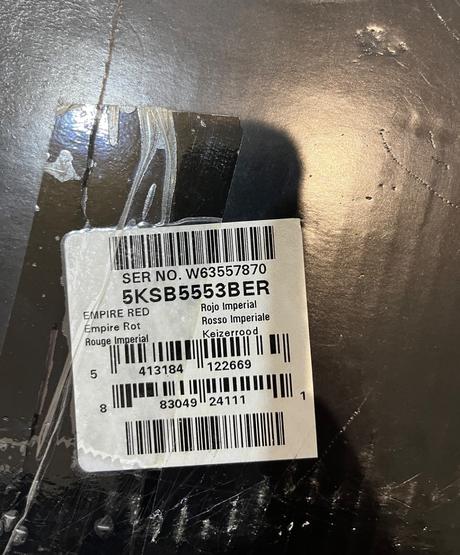 SER NO. W63557870
5KSB5553BER
EMPIRE RED
Empire Rot
Rouge Imperial
Rojo Imperial
Rosso Imperiale
Keizerrood
5 413184 122669
8 83049 24111 1